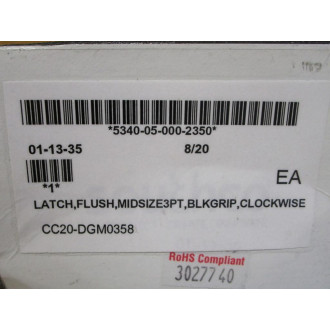 *5340-05-000-2350*
01-13-35 8/20
*1*
EA
LATCH,FLUSH,MIDSIZE3PT,BLKGRIP,CLOCKWISE
CC20-DGM0358
RoHS Compliant
3027740